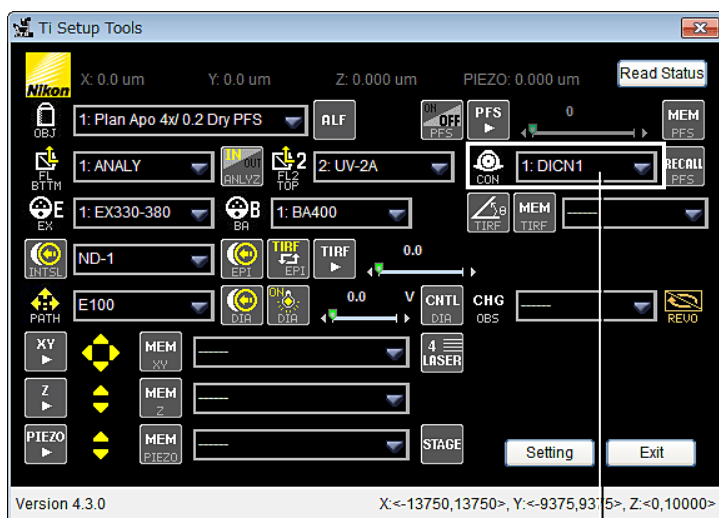 Ti Setup Tools
Nikon X: 0.0 um Y: 0.0 um Z: 0.000 um PIEZO: 0.000 um Read Status
OBJ 1: Plan Apo 4x/ 0.2 Dry PFS ALF ON OFF PFS PFS 0 MEM PFS
FL BTTM 1: ANALY IN OUT ANLYZ 2 FL2 TOP 2: UV-2A CON 1: DICN1 RECALL PFS
E EX 1: EX330-380 B BA 1: BA400 θ TIRF MEM TIRF -----
INTSL ND-1 EPI TIRF EPI TIRF 0.0
PATH E100 DIA ON DIA 0.0 V CNTL DIA CHG OBS ----- REVO
XY MEM XY ----- 4 LASER
Z MEM Z -----
PIEZO MEM PIEZO ----- STAGE Setting Exit
Version 4.3.0 X:<-13750,13750>, Y:<-9375,9375>, Z:<0,10000>